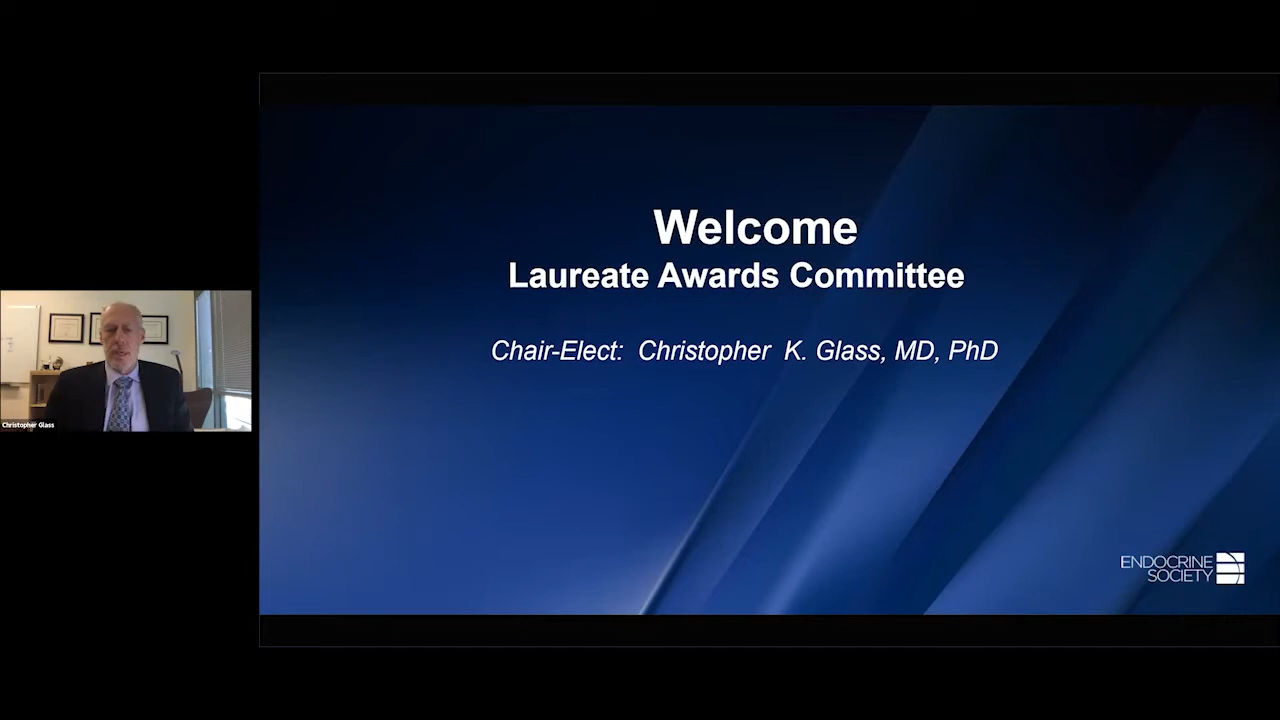 Welcome
Laureate Awards Committee
Chair-Elect: Christopher K. Glass, MD, PhD
Christopher Glass
ENDOCRINE
SOCIETY